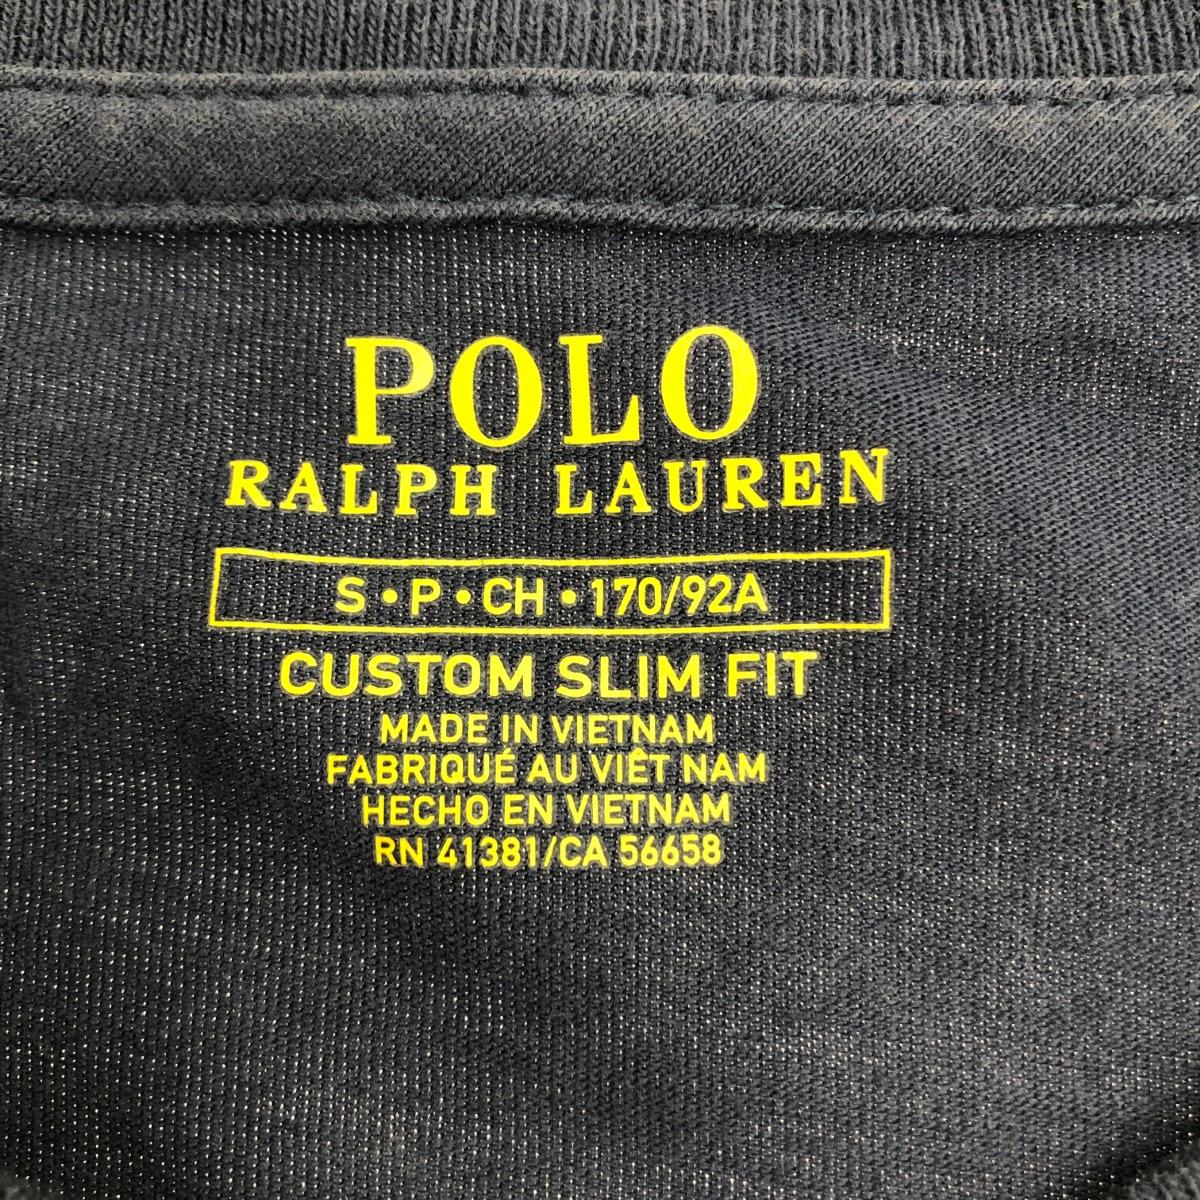 POLO
RALPH LAUREN
S • P • CH • 170/92A
CUSTOM SLIM FIT
MADE IN VIETNAM
FABRIQUÉ AU VIÊT NAM
HECHO EN VIETNAM
RN 41381/CA 56658